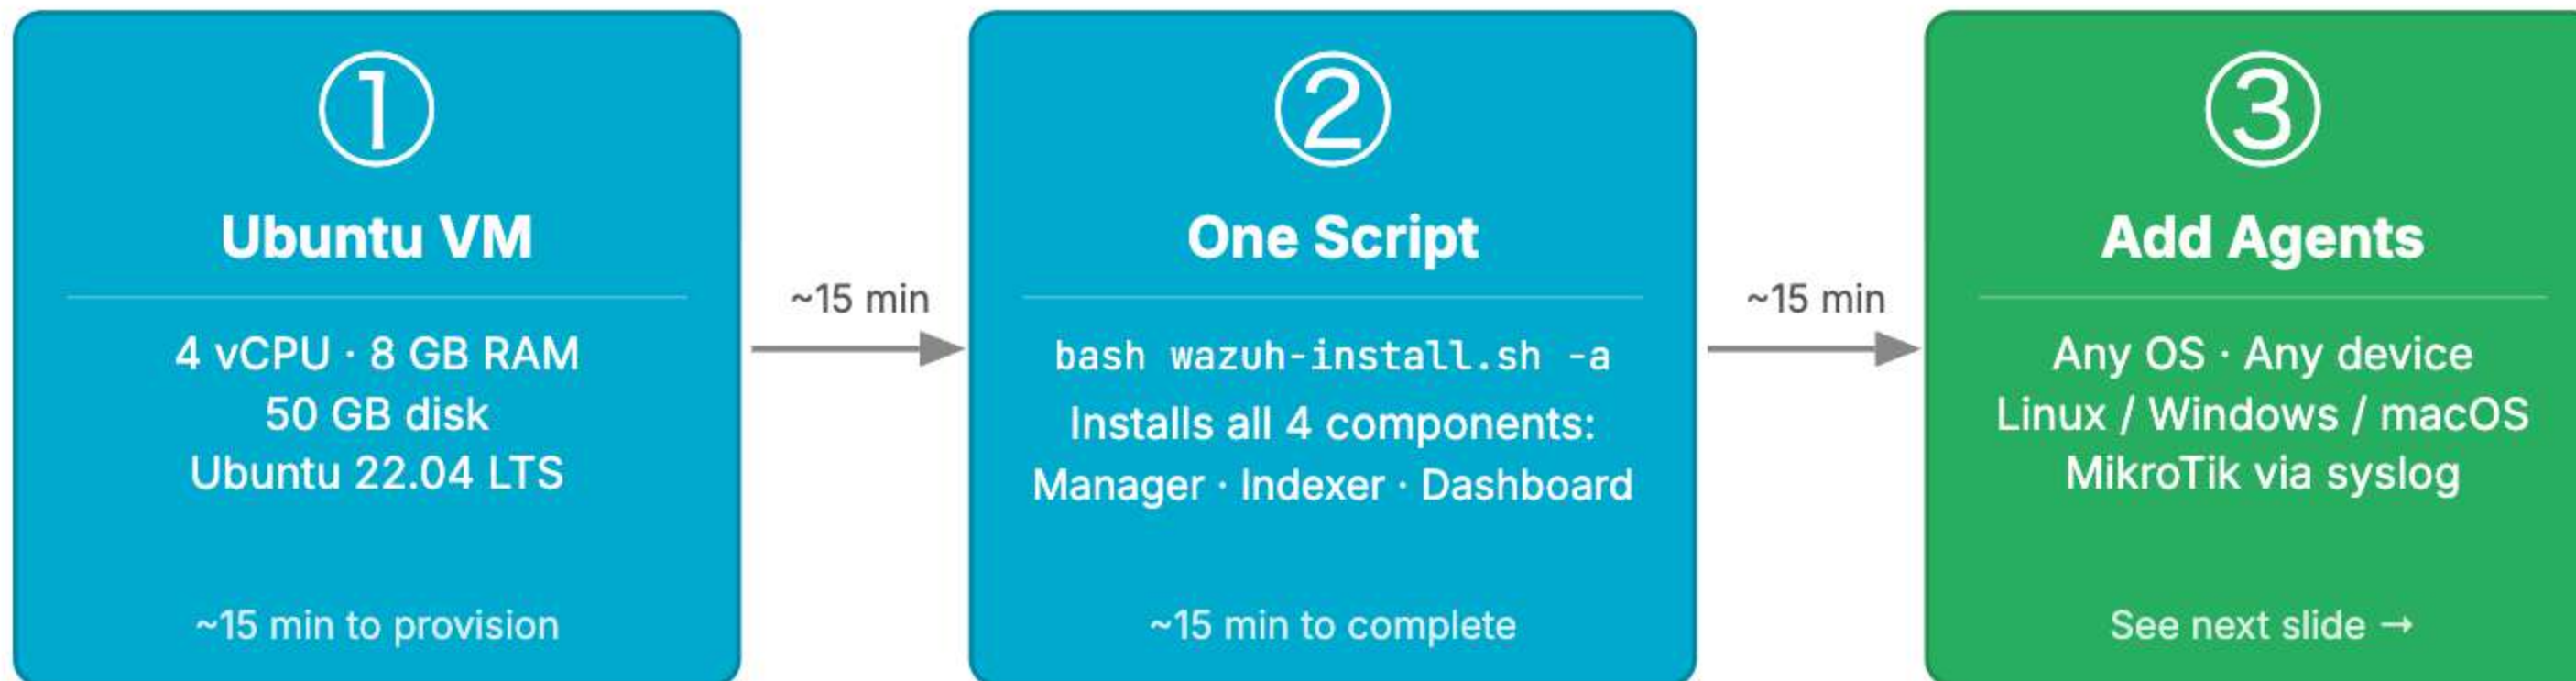 ①
Ubuntu VM
4 vCPU · 8 GB RAM
50 GB disk
Ubuntu 22.04 LTS
~15 min to provision
~15 min
②
One Script
bash wazuh-install.sh -a
Installs all 4 components:
Manager · Indexer · Dashboard
~15 min to complete
~15 min
③
Add Agents
Any OS · Any device
Linux / Windows / macOS
MikroTik via syslog
See next slide →